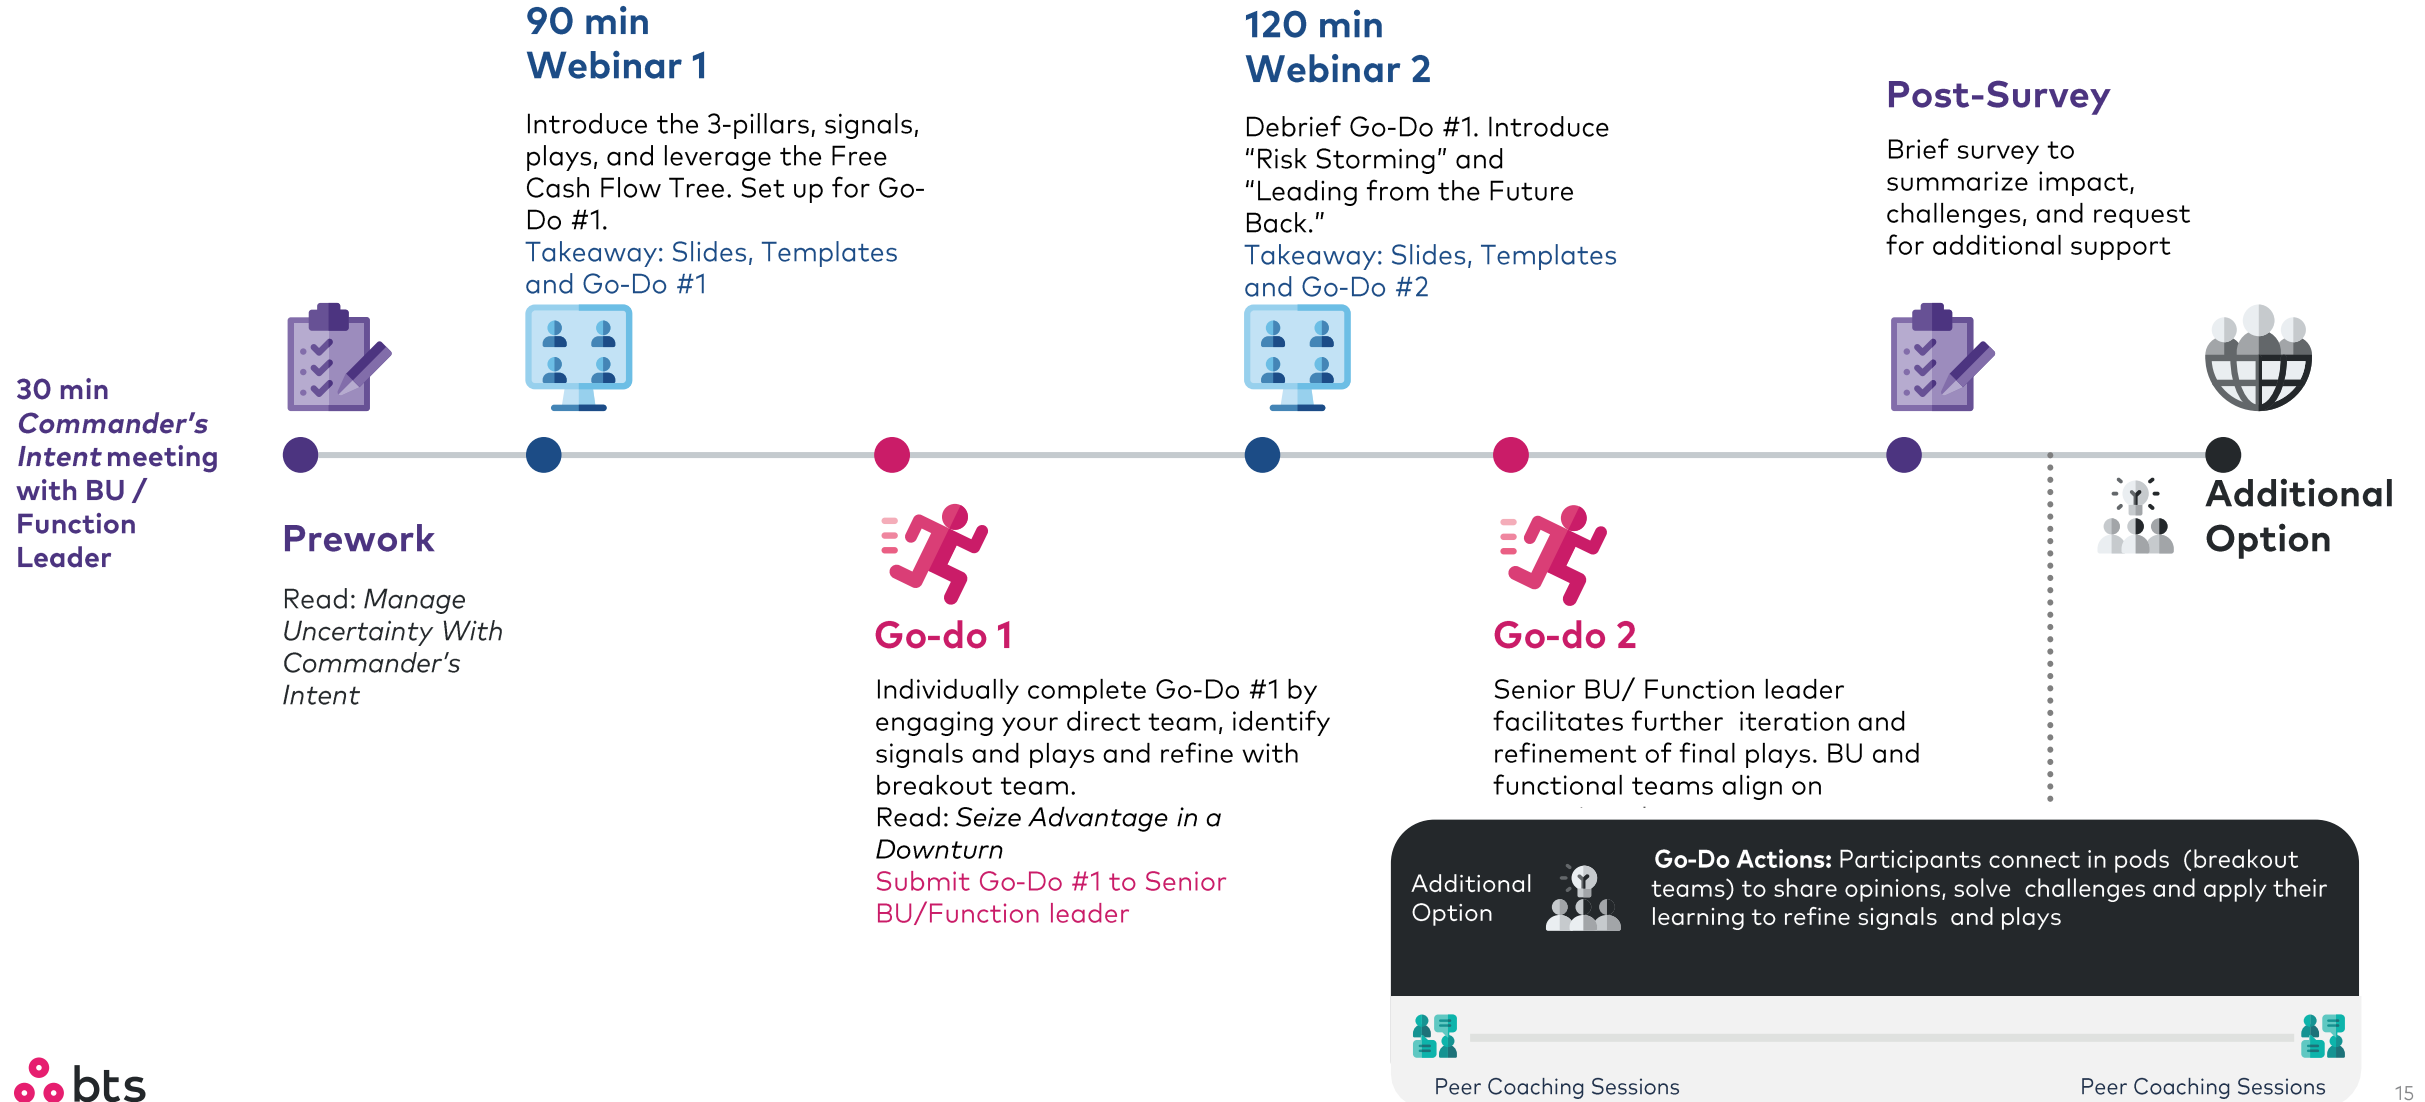 90 min
Webinar 1
Introduce the 3-pillars, signals,
plays, and leverage the Free
Cash Flow Tree. Set up for Go-
Do #1.
Takeaway: Slides, Templates
and Go-Do #1
120 min
Webinar 2
Debrief Go-Do #1. Introduce
“Risk Storming” and
“Leading from the Future
Back.”
Takeaway: Slides, Templates
and Go-Do #2
Post-Survey
Brief survey to
summarize impact,
challenges, and request
for additional support
30 min
Commander’s
Intent meeting
with BU /
Function
Leader
Prework
Read: Manage
Uncertainty With
Commander’s
Intent
Go-do 1
Individually complete Go-Do #1 by
engaging your direct team, identify
signals and plays and refine with
breakout team.
Read: Seize Advantage in a
Downturn
Submit Go-Do #1 to Senior
BU/Function leader
Go-do 2
Senior BU/ Function leader
facilitates further iteration and
refinement of final plays. BU and
functional teams align on
Additional
Option
Additional
Option
Go-Do Actions: Participants connect in pods (breakout
teams) to share opinions, solve challenges and apply their
learning to refine signals and plays
Peer Coaching Sessions
Peer Coaching Sessions
bts
15